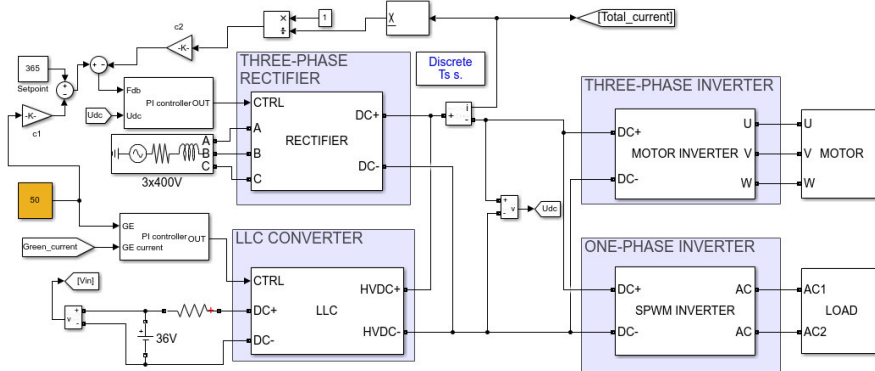 c2
×
÷
1
[Total_current]
365
Setpoint
-K-
Fdb
Udc
PI controller
OUT
Udc
-K-
c1
THREE-PHASE
RECTIFIER
CTRL
A
B
C
RECTIFIER
DC+
DC-
A
B
C
3x400V
Discrete
Ts s.
+
-
i
THREE-PHASE INVERTER
DC+
DC-
MOTOR INVERTER
U
V
W
U
V
W
MOTOR
50
GE
GE current
PI controller
OUT
Green_current
+
-
v
Udc
LLC CONVERTER
CTRL
DC+
DC-
LLC
HVDC+
HVDC-
[Vin]
v
+
-
+
36V
ONE-PHASE INVERTER
DC+
DC-
SPWM INVERTER
AC
AC
AC1
AC2
LOAD